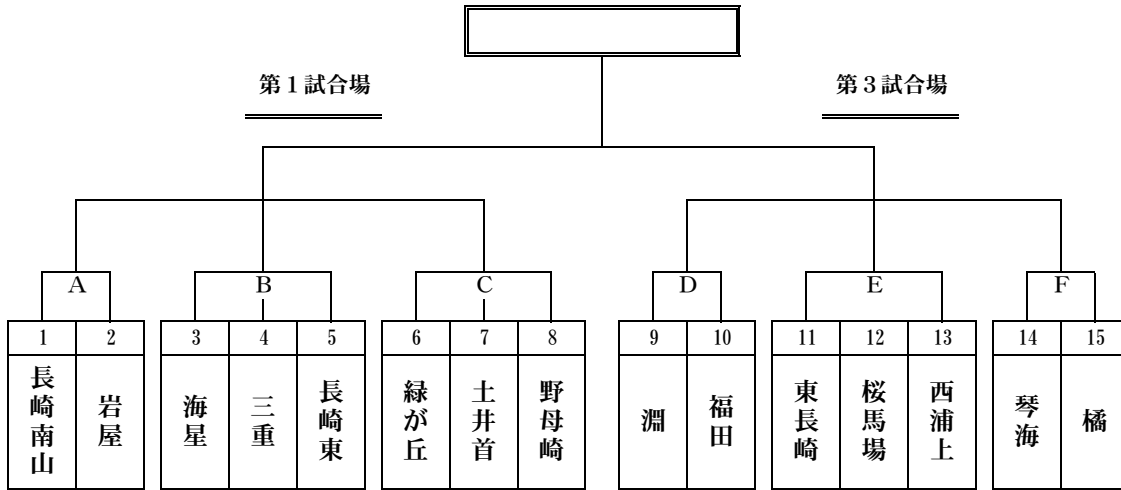 第１試合場
第３試合場
A
B
C
D
E
F
1
2
3
4
5
6
7
8
9
10
11
12
13
14
15
長崎南山
岩屋
海星
三重
長崎東
緑が丘
土井首
野母崎
淵
福田
東長崎
桜馬場
西浦上
琴海
橘